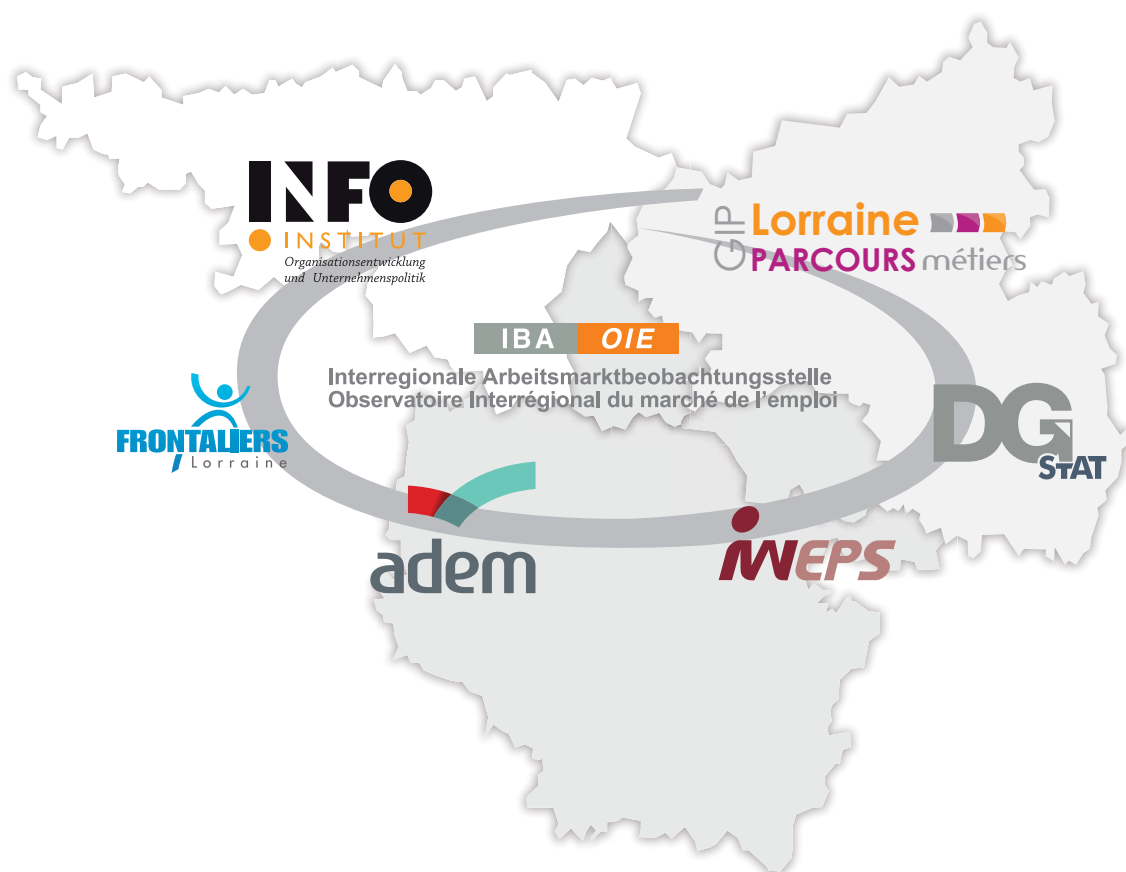 INFO
INSTITUT
Organisationsentwicklung
und Unternehmenspolitik
GIP
Lorraine
PARCOURS métiers
IBA OIE
Interregionale Arbeitsmarktbeobachtungsstelle
Observatoire Interrégional du marché de l'emploi
FRONTALIERS
Lorraine
DG
STAT
adem
iWEPS